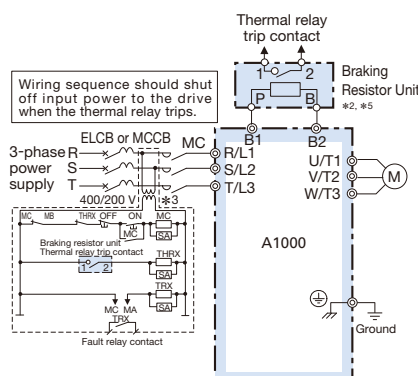 Thermal relay
trip contact
1 2
Braking
Resistor Unit
*2, *5
P B
Wiring sequence should shut
off input power to the drive
when the thermal relay trips.
B1 B2
ELCB or MCCB
MC
3-phase
power
supply
R
S
T
R/L1
S/L2
T/L3
U/T1
V/T2
W/T3
M
400/200 V
*3
A1000
MC MB THRX OFF ON MC
MC
SA
Braking resistor unit
Thermal relay trip contact
1 2
THRX
SA
TRX
SA
MC MA
TRX
Fault relay contact
Ground